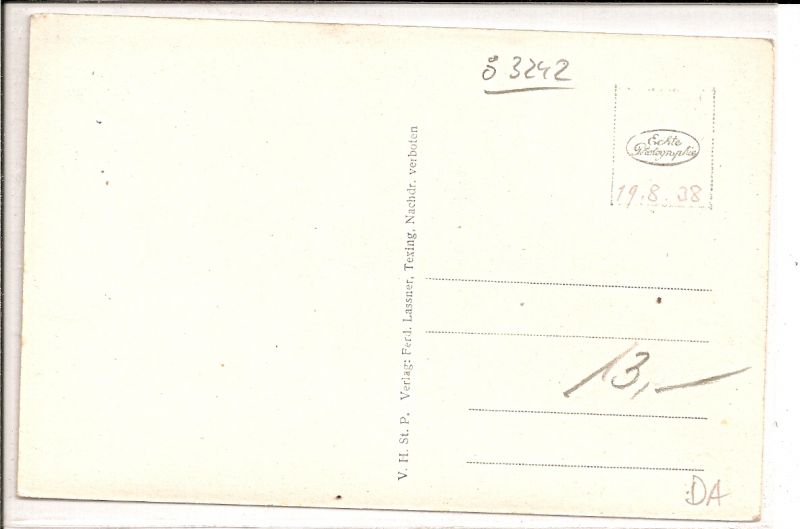 ö 3242
Echte
Photographie
19.8.38
V. H. St. P. Verlag: Ferd. Lassner, Texing, Nachdr. verboten
13,-
DA